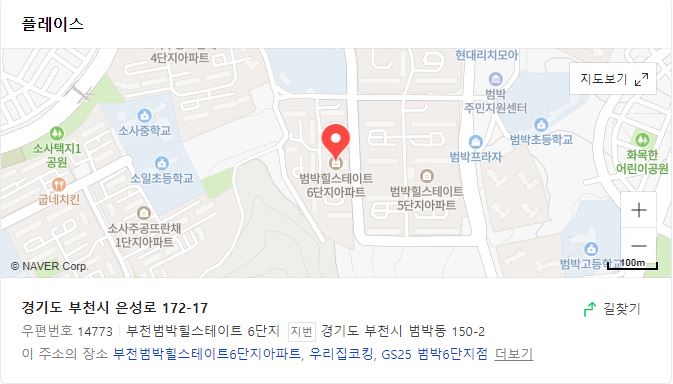 플레이스
4단지아파트
현대리치모아
지도보기
범박
주민지원센터
소사중학교
범박초등학교
소사택지1
공원
범박프라자
화목한
어린이공원
소일초등학교
범박힐스테이트
6단지아파트
범박힐스테이트
5단지아파트
굽네치킨
소사주공뜨란채
1단지아파트
+
−
범박고등학교
100m
© NAVER Corp.
경기도 부천시 은성로 172-17
길찾기
우편번호 14773 부천범박힐스테이트 6단지 지번 경기도 부천시 범박동 150-2
이 주소의 장소 부천범박힐스테이트6단지아파트, 우리집코킹, GS25 범박6단지점 더보기